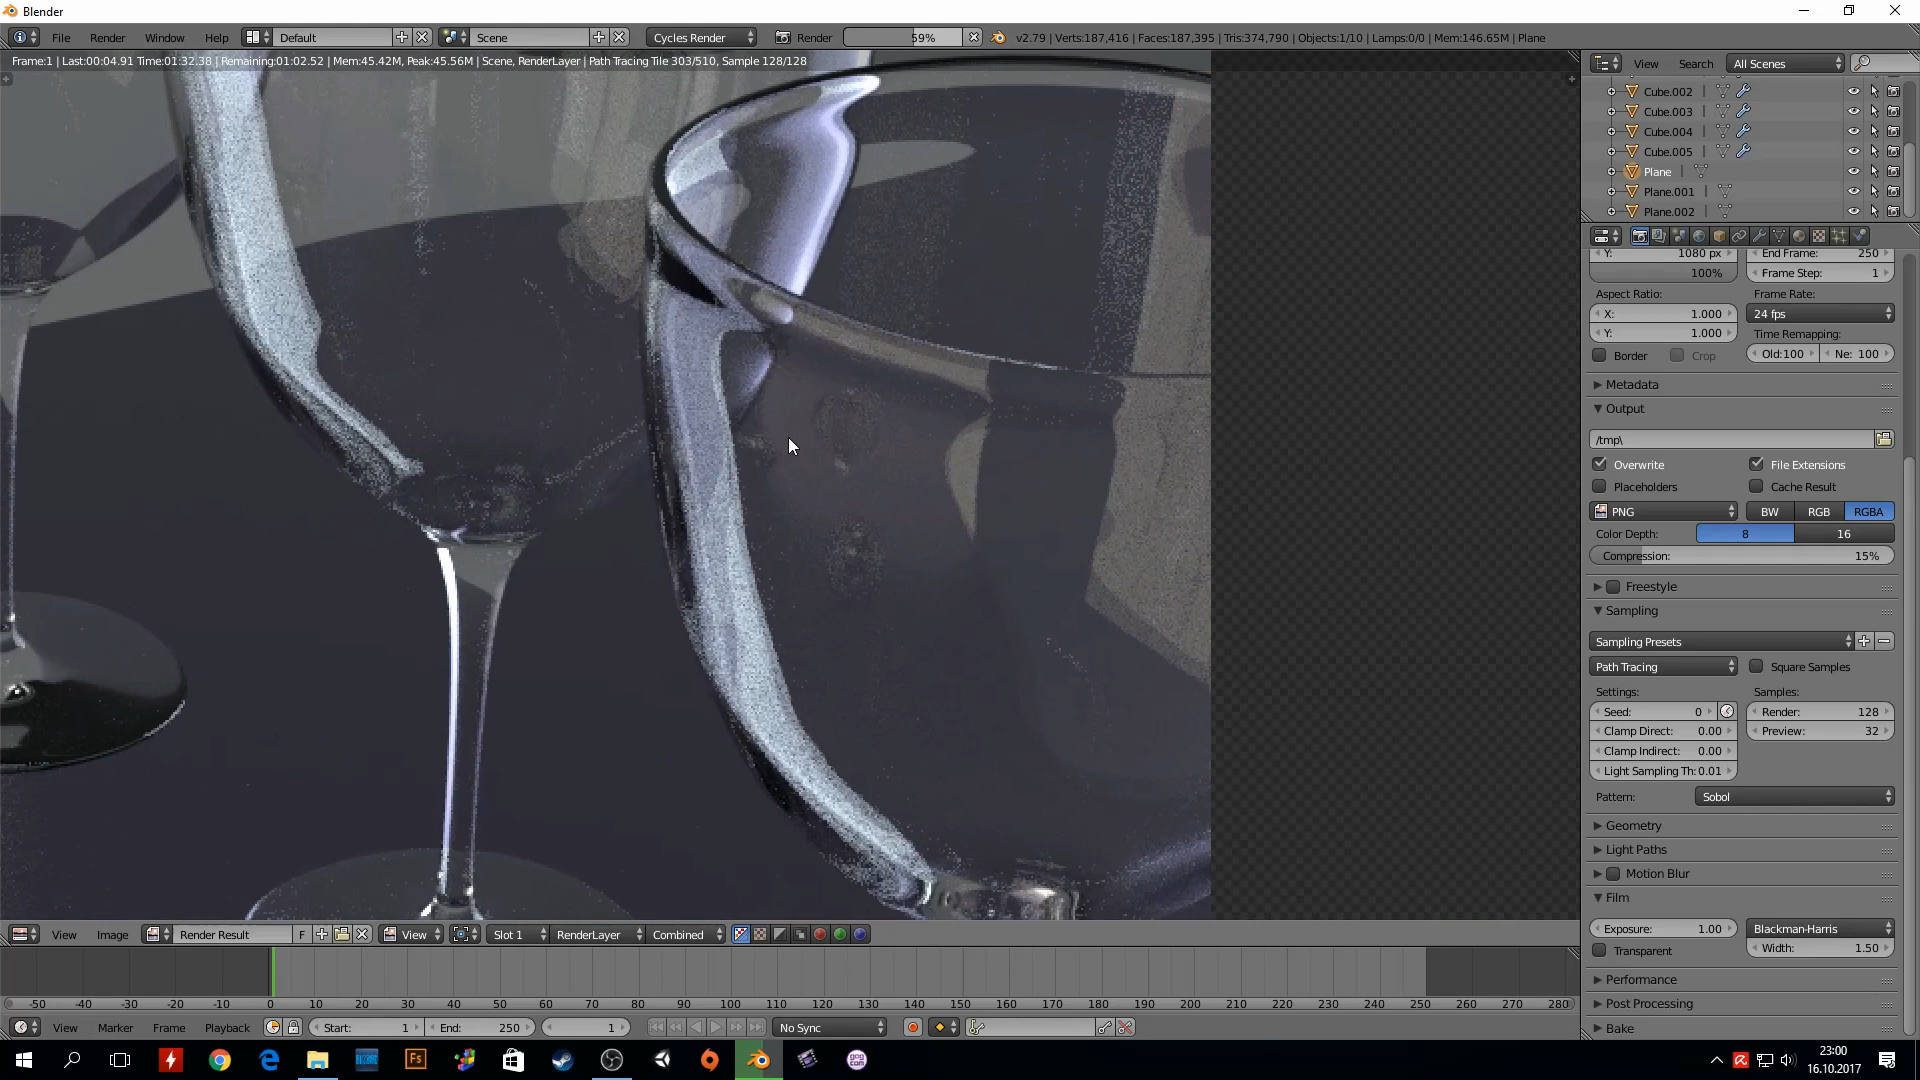 Blender
File Render Window Help Default Scene Cycles Render Render 59% v2.79 | Verts:187,416 | Faces:187,395 | Tris:374,790 | Objects:1/10 | Lamps:0/0 | Mem:146.65M | Plane
Frame:1 | Last:00:04.91 Time:01:32.38 | Remaining:01:02.52 | Mem:45.42M, Peak:45.56M | Scene, RenderLayer | Path Tracing Tile 303/510, Sample 128/128
View Search All Scenes
Cube.002
Cube.003
Cube.004
Cube.005
Plane
Plane.001
Plane.002
Y: 1080 px End Frame: 250
100% Frame Step: 1
Aspect Ratio: Frame Rate:
X: 1.000 24 fps
Y: 1.000 Time Remapping:
Border Crop Old:100 Ne: 100
Metadata
Output
/tmp\
Overwrite File Extensions
Placeholders Cache Result
PNG BW RGB RGBA
Color Depth: 8 16
Compression: 15%
Freestyle
Sampling
Sampling Presets
Path Tracing Square Samples
Settings: Samples:
Seed: 0 Render: 128
Clamp Direct: 0.00 Preview: 32
Clamp Indirect: 0.00
Light Sampling Th:0.01
Pattern: Sobol
Geometry
Light Paths
Motion Blur
Film
Exposure: 1.00 Blackman-Harris
Transparent Width: 1.50
Performance
Post Processing
Bake
View Image Render Result F View Slot 1 RenderLayer Combined
-50 -40 -30 -20 -10 0 10 20 30 40 50 60 70 80 90 100 110 120 130 140 150 160 170 180 190 200 210 220 230 240 250 260 270 280
View Marker Frame Playback Start: 1 End: 250 1 No Sync
Fs
gog com
23:00
16.10.2017